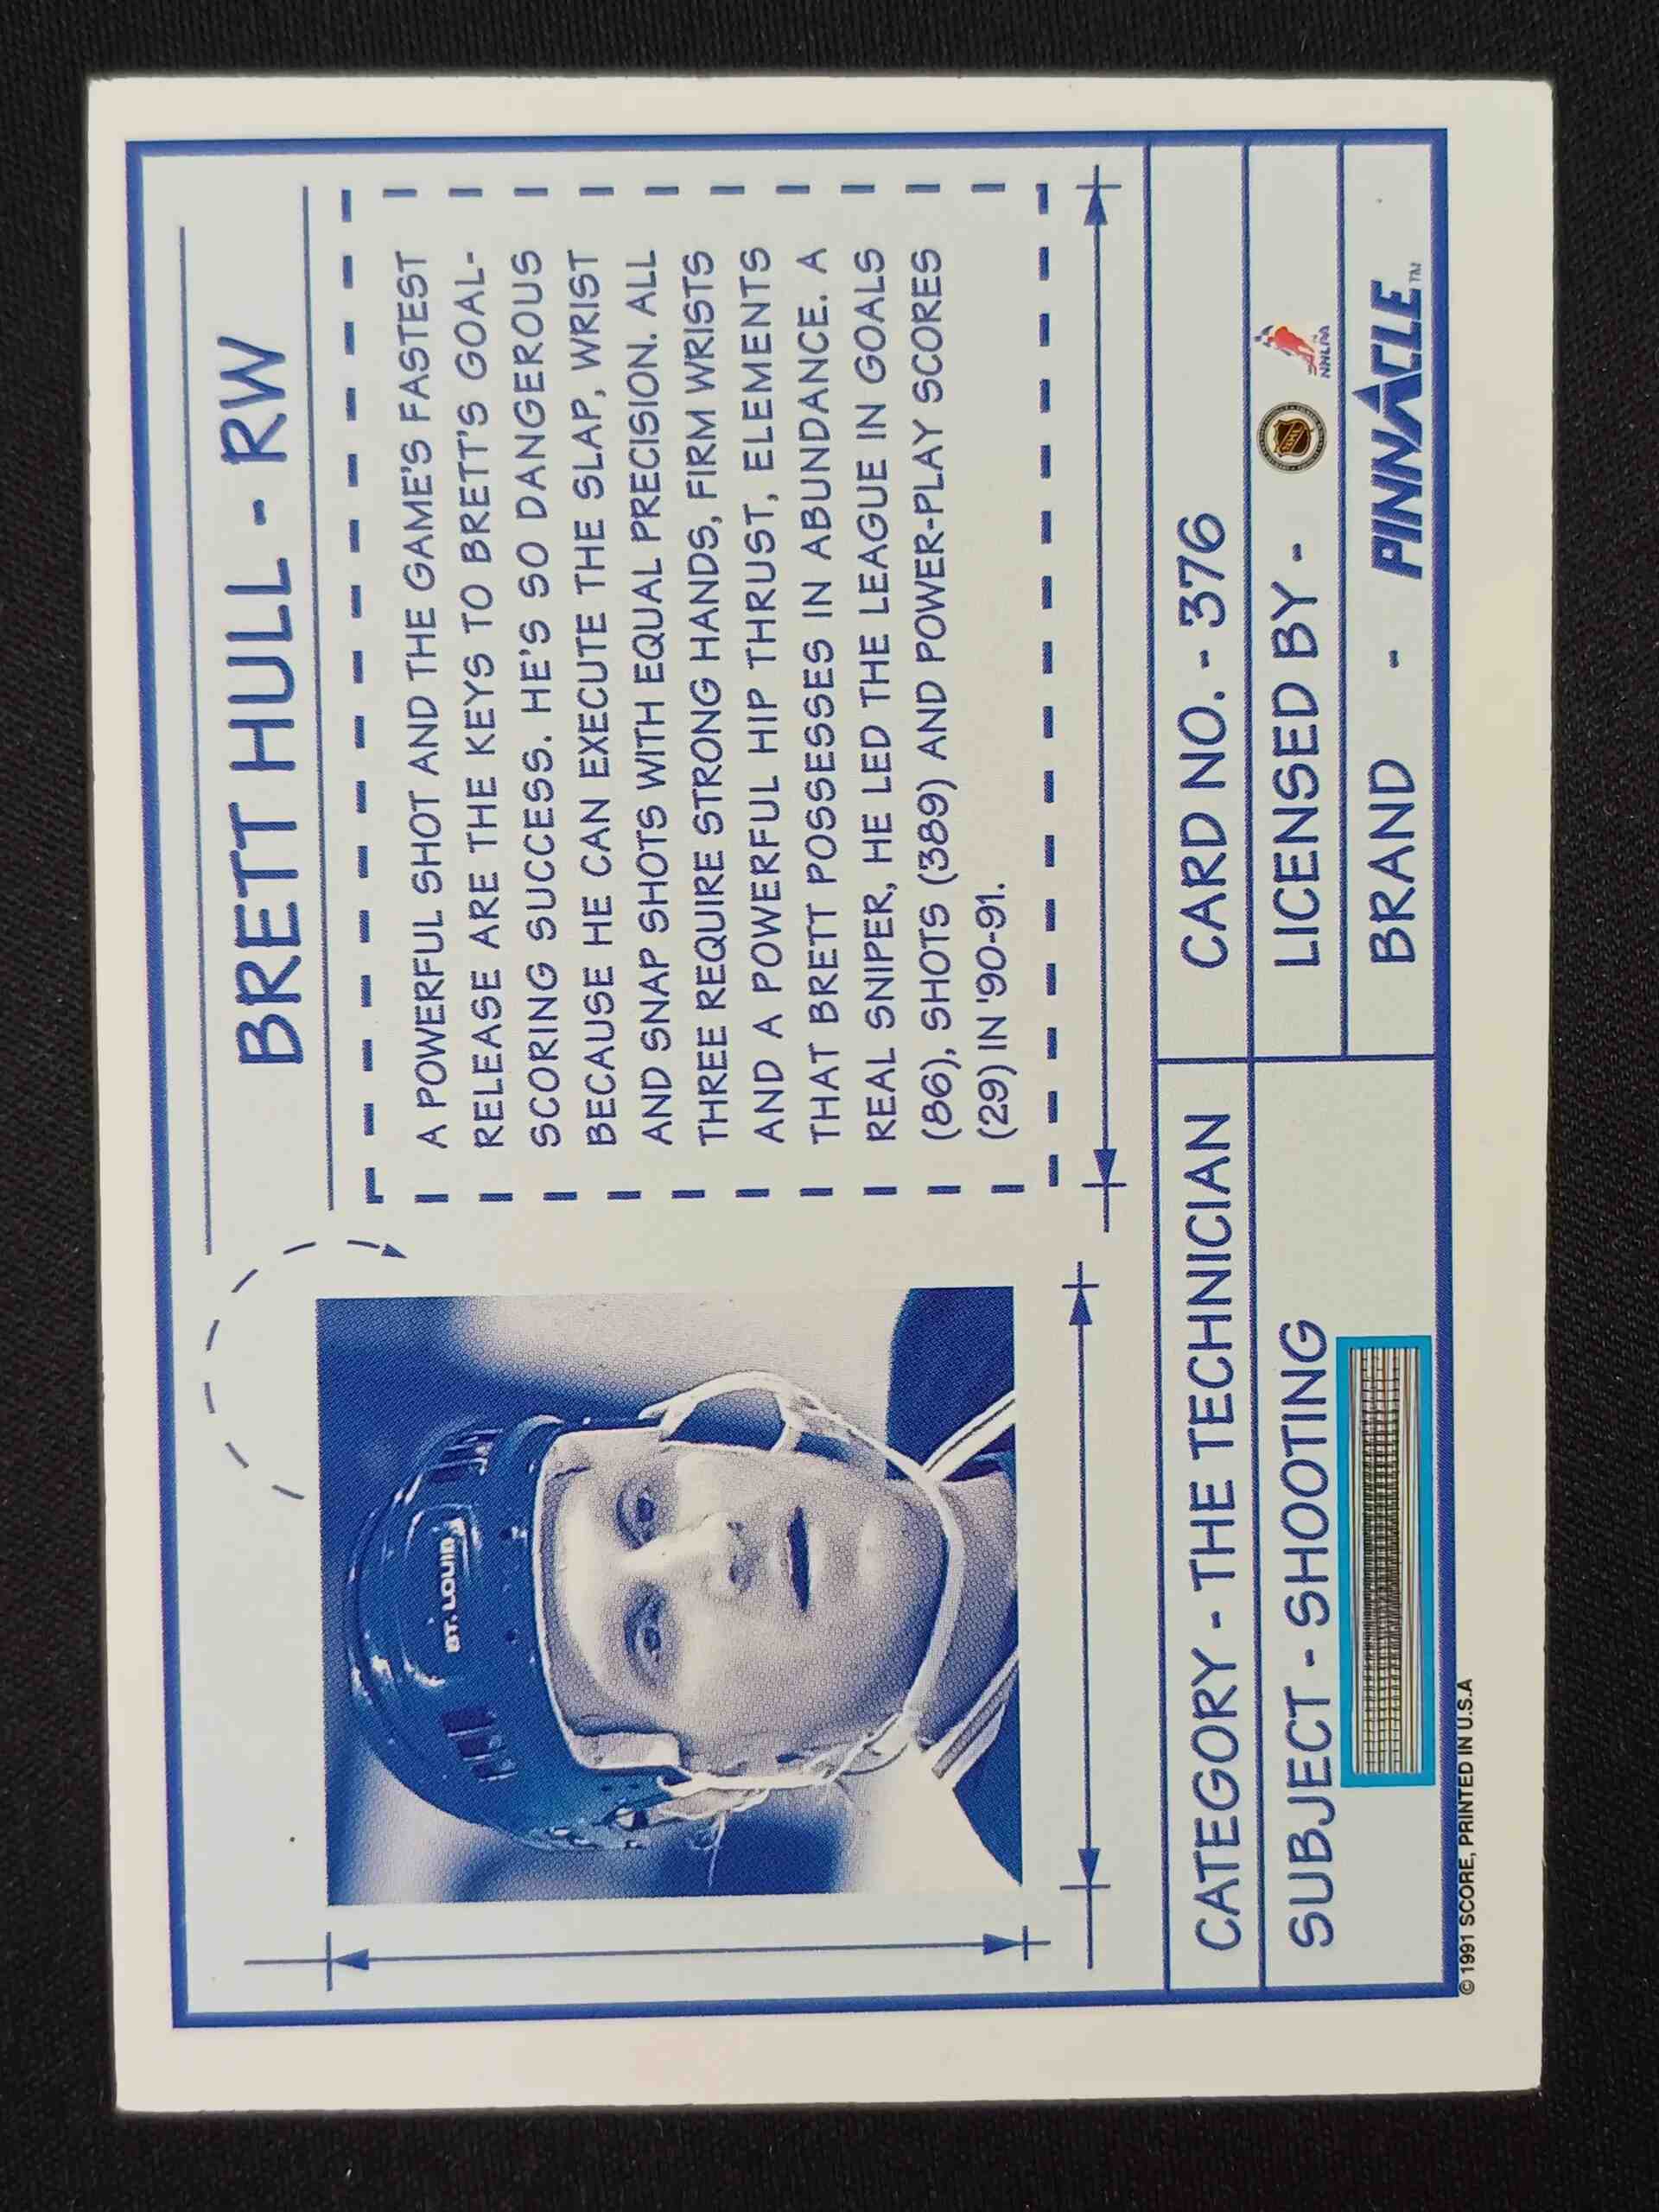 BRETT HULL - RW
A POWERFUL SHOT AND THE GAME'S FASTEST
RELEASE ARE THE KEYS TO BRETT'S GOAL-
SCORING SUCCESS. HE'S SO DANGEROUS
BECAUSE HE CAN EXECUTE THE SLAP, WRIST
AND SNAP SHOTS WITH EQUAL PRECISION. ALL
THREE REQUIRE STRONG HANDS, FIRM WRISTS
AND A POWERFUL HIP THRUST, ELEMENTS
THAT BRETT POSSESSES IN ABUNDANCE. A
REAL SNIPER, HE LED THE LEAGUE IN GOALS
(86), SHOTS (389) AND POWER-PLAY SCORES
(29) IN '90-91.
ST. LOUIS
CATEGORY - THE TECHNICIAN
SUBJECT - SHOOTING
CARD NO. - 376
LICENSED BY -
NHL
NHLPA
BRAND - PINNACLE™
© 1991 SCORE, PRINTED IN U.S.A